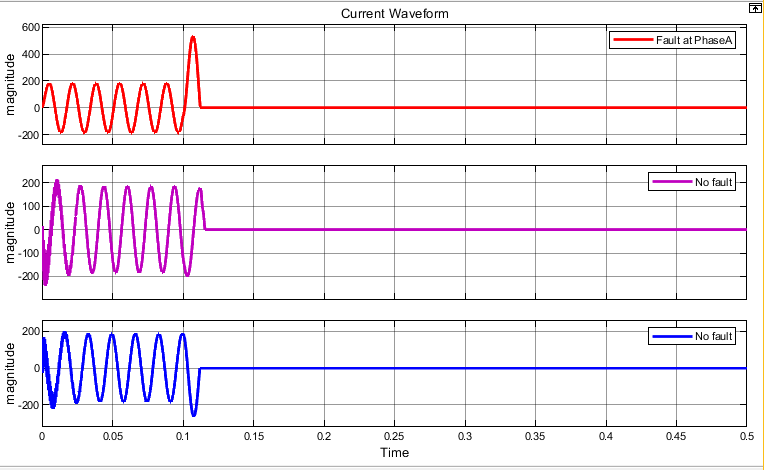 Current Waveform
600
Fault at PhaseA
400
200
0
-200
magnitude
200
No fault
100
0
-100
-200
magnitude
200
No fault
0
-200
magnitude
0 0.05 0.1 0.15 0.2 0.25 0.3 0.35 0.4 0.45 0.5
Time